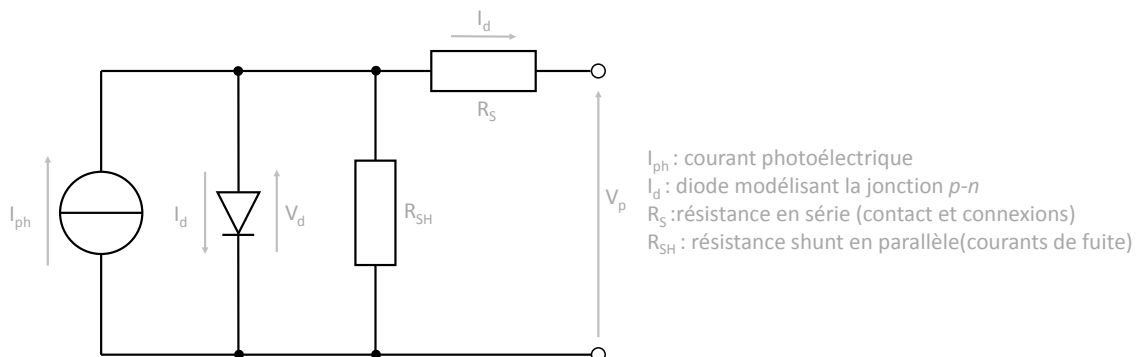 I_d
R_S
I_ph
I_d
V_d
R_SH
V_p
I_ph : courant photoélectrique
I_d : diode modélisant la jonction p-n
R_S :résistance en série (contact et connexions)
R_SH : résistance shunt en parallèle(courants de fuite)